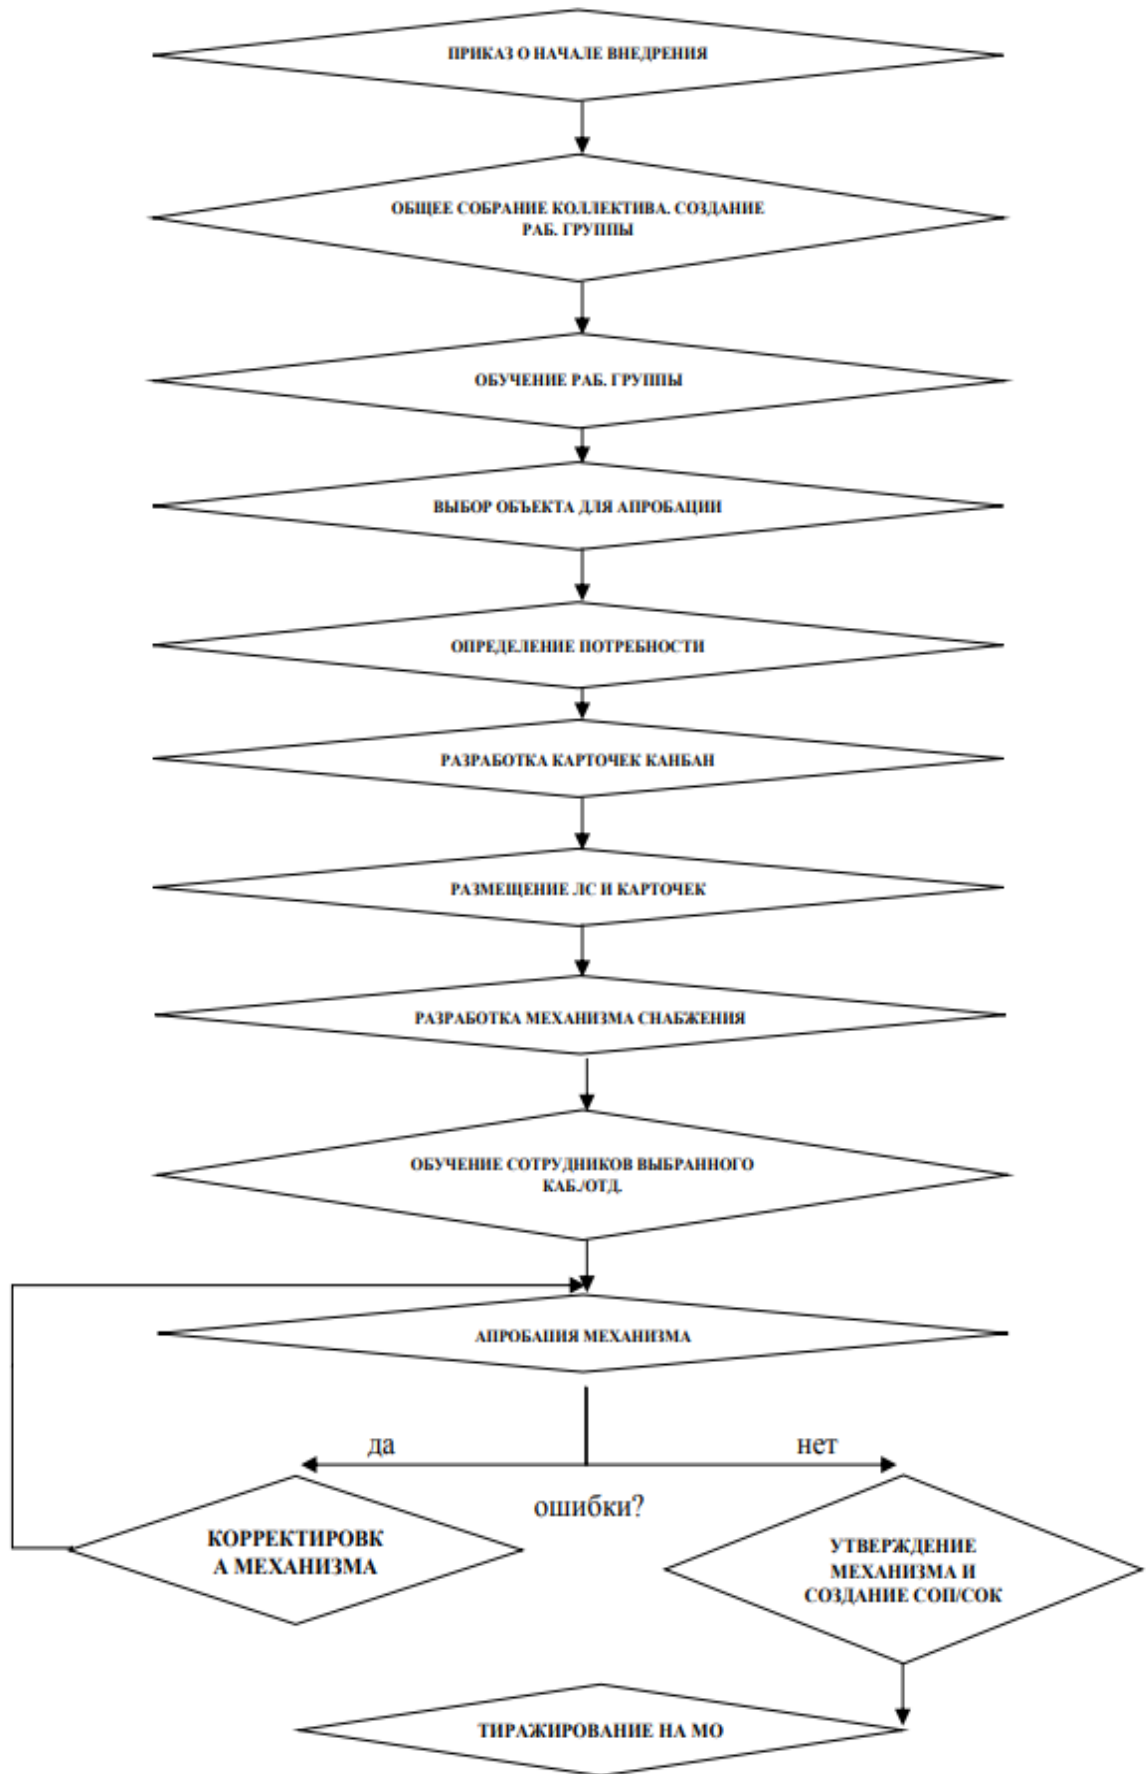 ПРИКАЗ О НАЧАЛЕ ВНЕДРЕНИЯ
ОБЩЕЕ СОБРАНИЕ КОЛЛЕКТИВА. СОЗДАНИЕ
РАБ. ГРУППЫ
ОБУЧЕНИЕ РАБ. ГРУППЫ
ВЫБОР ОБЪЕКТА ДЛЯ АПРОБАЦИИ
ОПРЕДЕЛЕНИЕ ПОТРЕБНОСТИ
РАЗРАБОТКА КАРТОЧЕК КАНБАН
РАЗМЕЩЕНИЕ ЛС И КАРТОЧЕК
РАЗРАБОТКА МЕХАНИЗМА СНАБЖЕНИЯ
ОБУЧЕНИЕ СОТРУДНИКОВ ВЫБРАННОГО
КАБ./ОТД.
АПРОБАЦИЯ МЕХАНИЗМА
да
нет
ошибки?
КОРРЕКТИРОВК
А МЕХАНИЗМА
УТВЕРЖДЕНИЕ
МЕХАНИЗМА И
СОЗДАНИЕ СОП/СОК
ТИРАЖИРОВАНИЕ НА МО